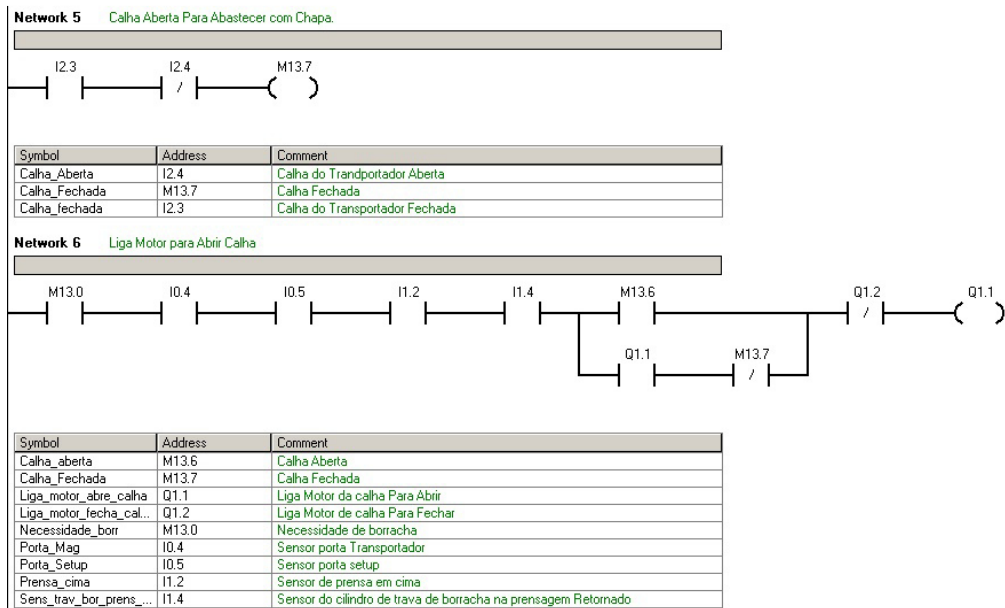 Network 5 Calha Aberta Para Abastecer com Chapa.
I2.3 I2.4 M13.7
Symbol Address Comment
Calha_Aberta I2.4 Calha do Trandportador Aberta
Calha_Fechada M13.7 Calha Fechada
Calha_fechada I2.3 Calha do Transportador Fechada
Network 6 Liga Motor para Abrir Calha
M13.0 I0.4 I0.5 I1.2 I1.4 M13.6 Q1.2 Q1.1
Q1.1 M13.7
Symbol Address Comment
Calha_aberta M13.6 Calha Aberta
Calha_Fechada M13.7 Calha Fechada
Liga_motor_abre_calha Q1.1 Liga Motor da calha Para Abrir
Liga_motor_fecha_cal... Q1.2 Liga Motor de calha Para Fechar
Necessidade_borr M13.0 Necessidade de borracha
Porta_Mag I0.4 Sensor porta Transportador
Porta_Setup I0.5 Sensor porta setup
Prensa_cima I1.2 Sensor de prensa em cima
Sens_trav_bor_prens_... I1.4 Sensor do cilindro de trava de borracha na prensagem Retornado